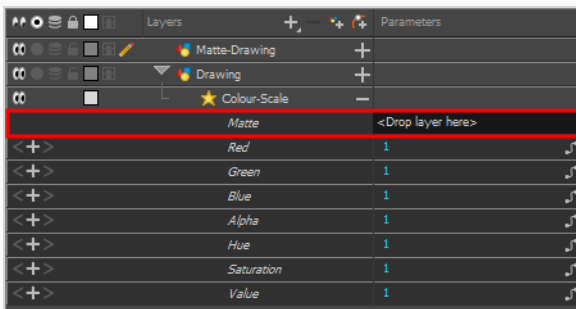 Layers Parameters
Matte-Drawing
Drawing
Colour-Scale
Matte <Drop layer here>
Red 1
Green 1
Blue 1
Alpha 1
Hue 1
Saturation 1
Value 1